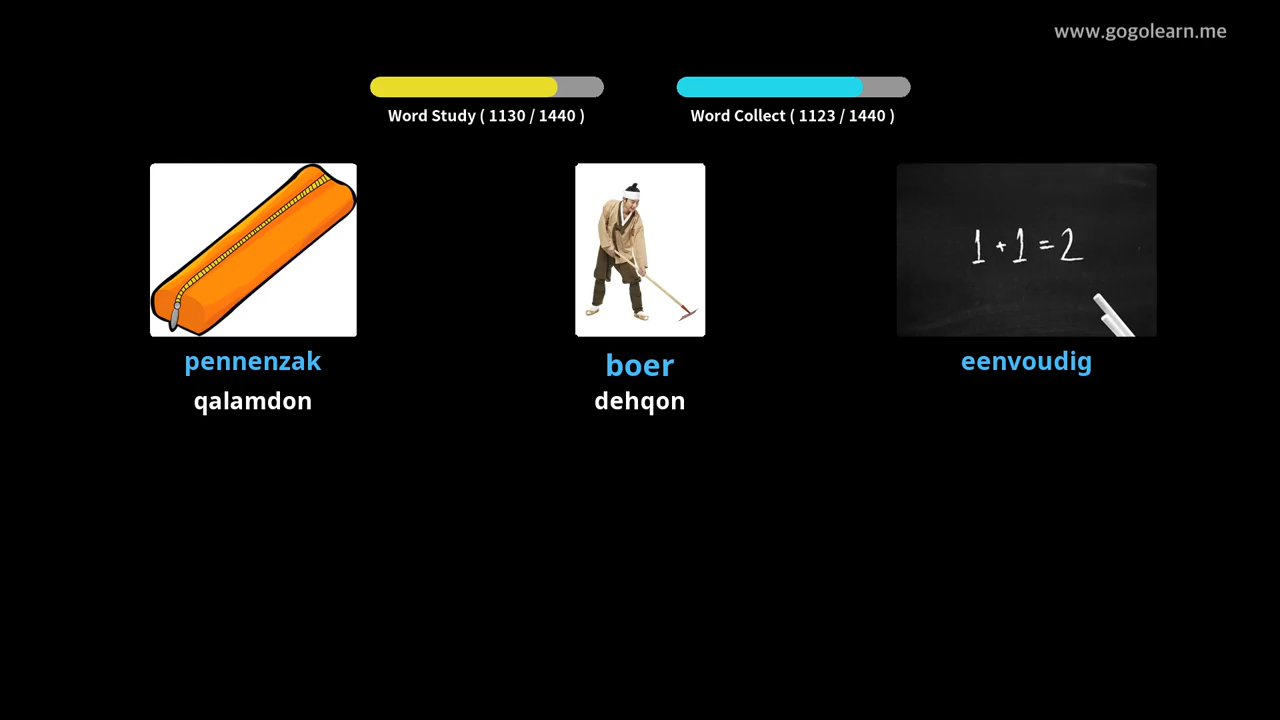 www.gogolearn.me
Word Study ( 1130 / 1440 )
Word Collect ( 1123 / 1440 )
1 + 1 = 2
pennenzak
boer
eenvoudig
qalamdon
dehqon